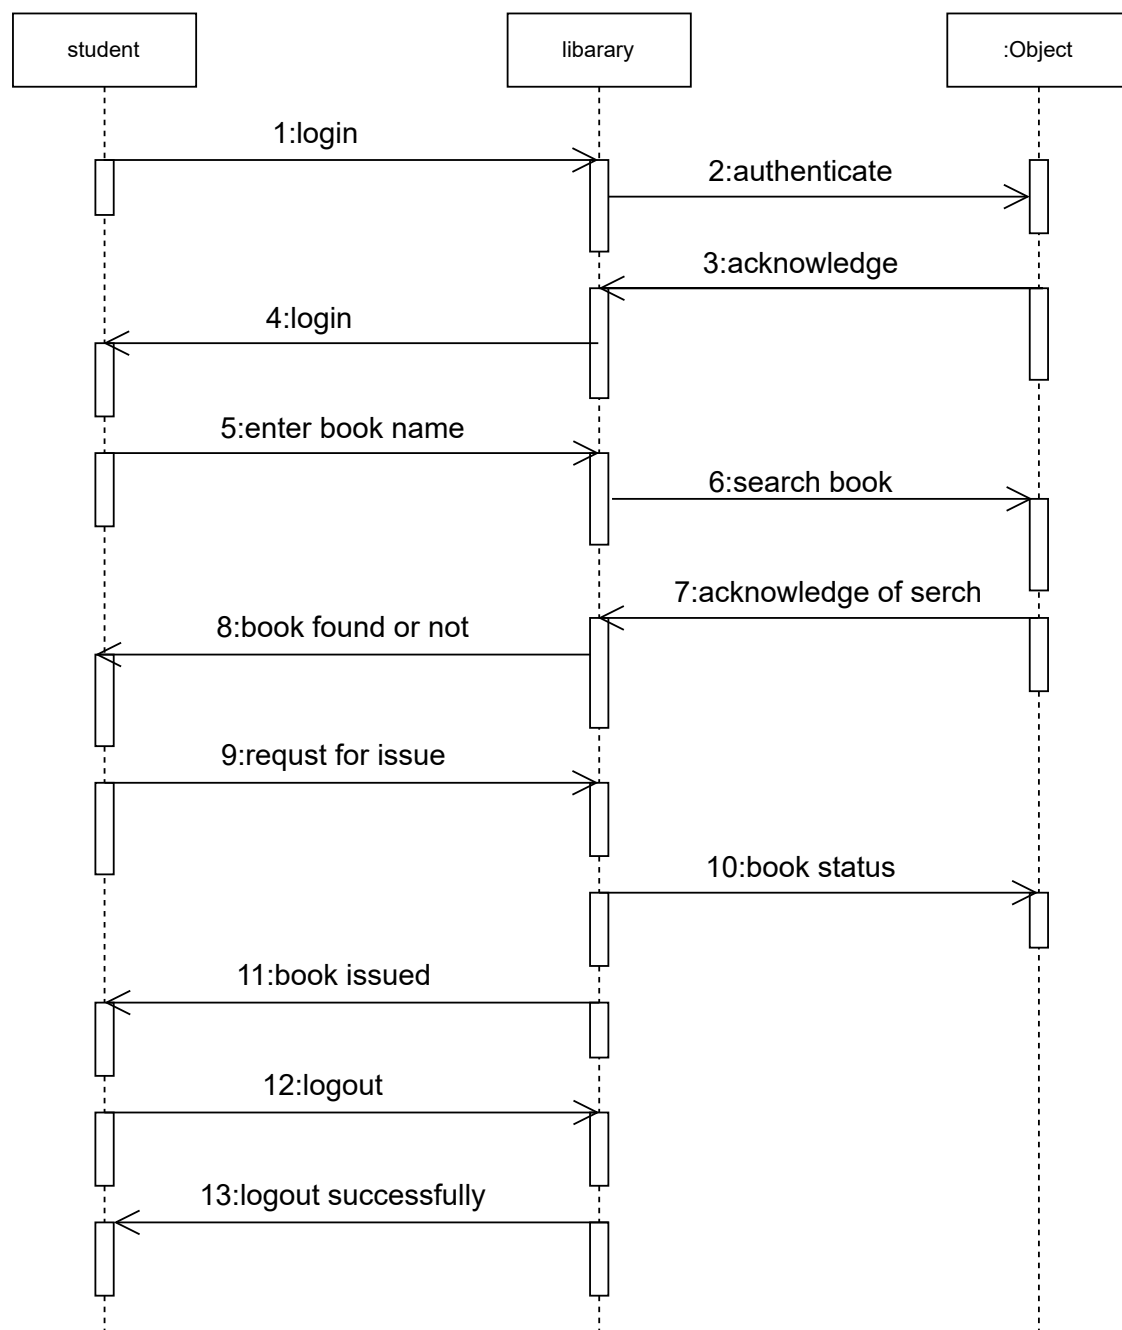 student
libarary
:Object
1:login
2:authenticate
3:acknowledge
4:login
5:enter book name
6:search book
7:acknowledge of serch
8:book found or not
9:requst for issue
10:book status
11:book issued
12:logout
13:logout successfully